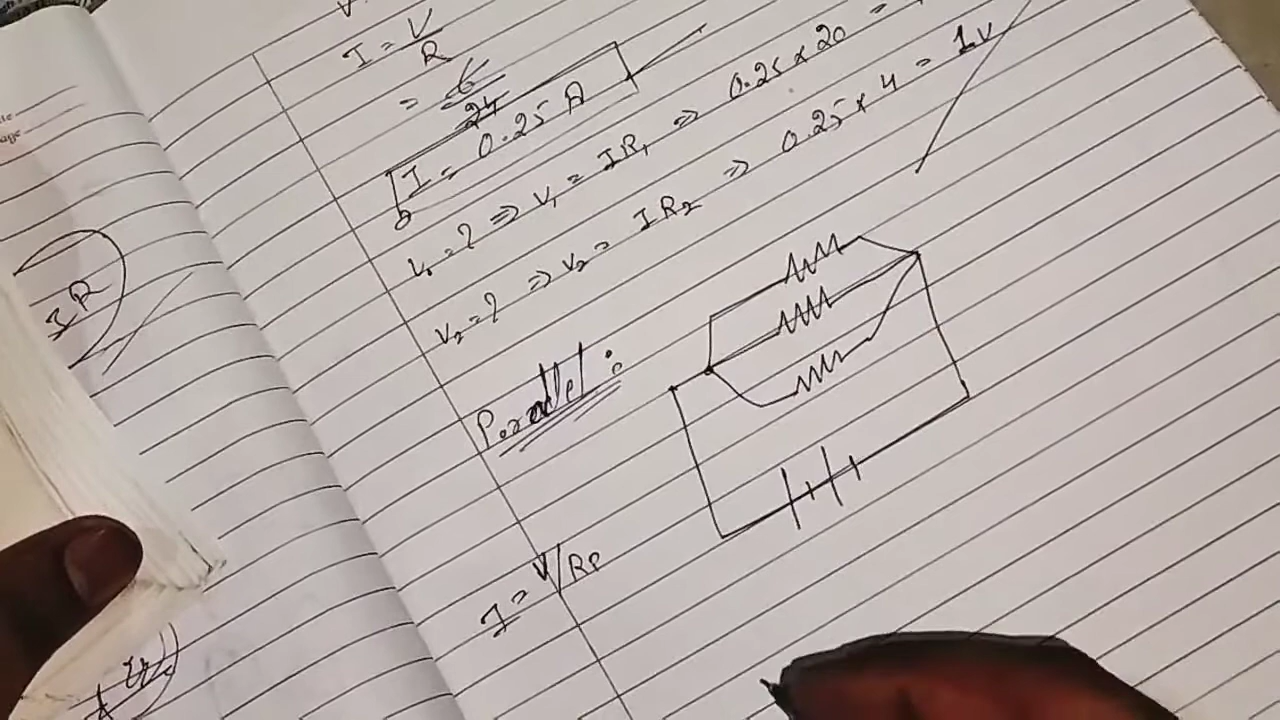 I = V/R
= 6/24
I = 0.25 A
V₁ = ? ⇒ V₁ = IR₁ ⇒ 0.25 × 20 =
V₂ = ? ⇒ V₂ = IR₂ ⇒ 0.25 × 4 = 1v
Parallel :
I = V/RP
IR